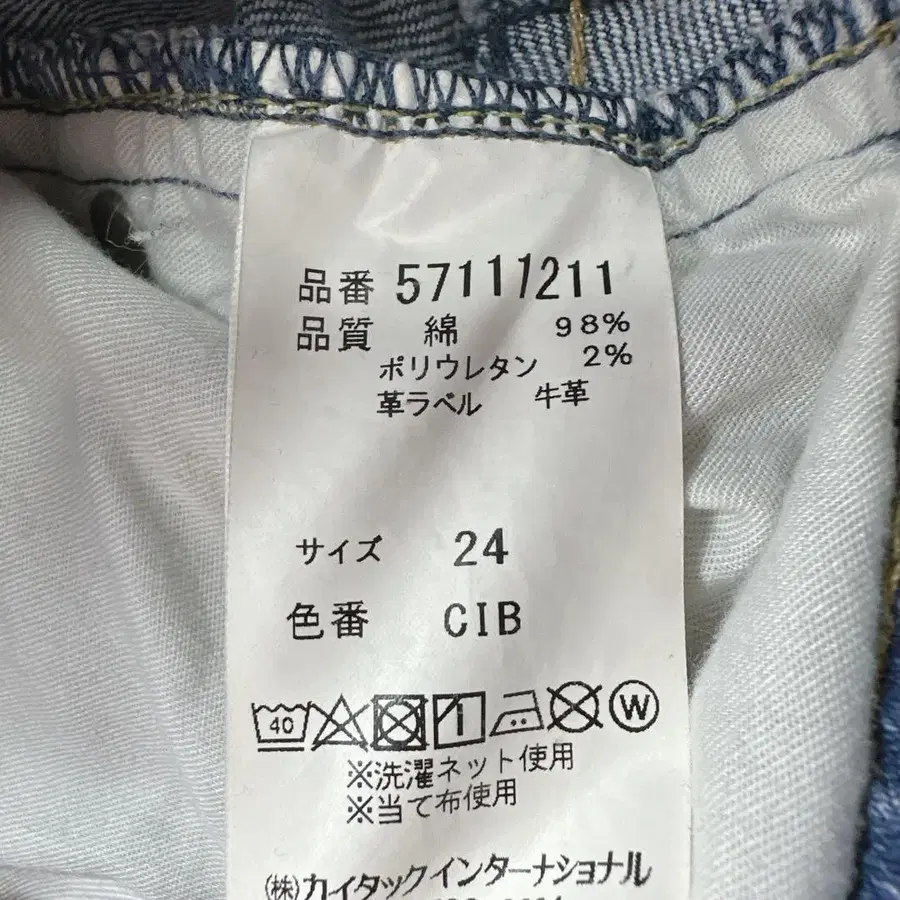 品番 57111/211
品質 綿 98%
ポリウレタン 2%
革ラベル 牛革
サイズ 24
色番 CIB
40 W
※洗濯ネット使用
※当て布使用
(株)カイタックインターナショナル